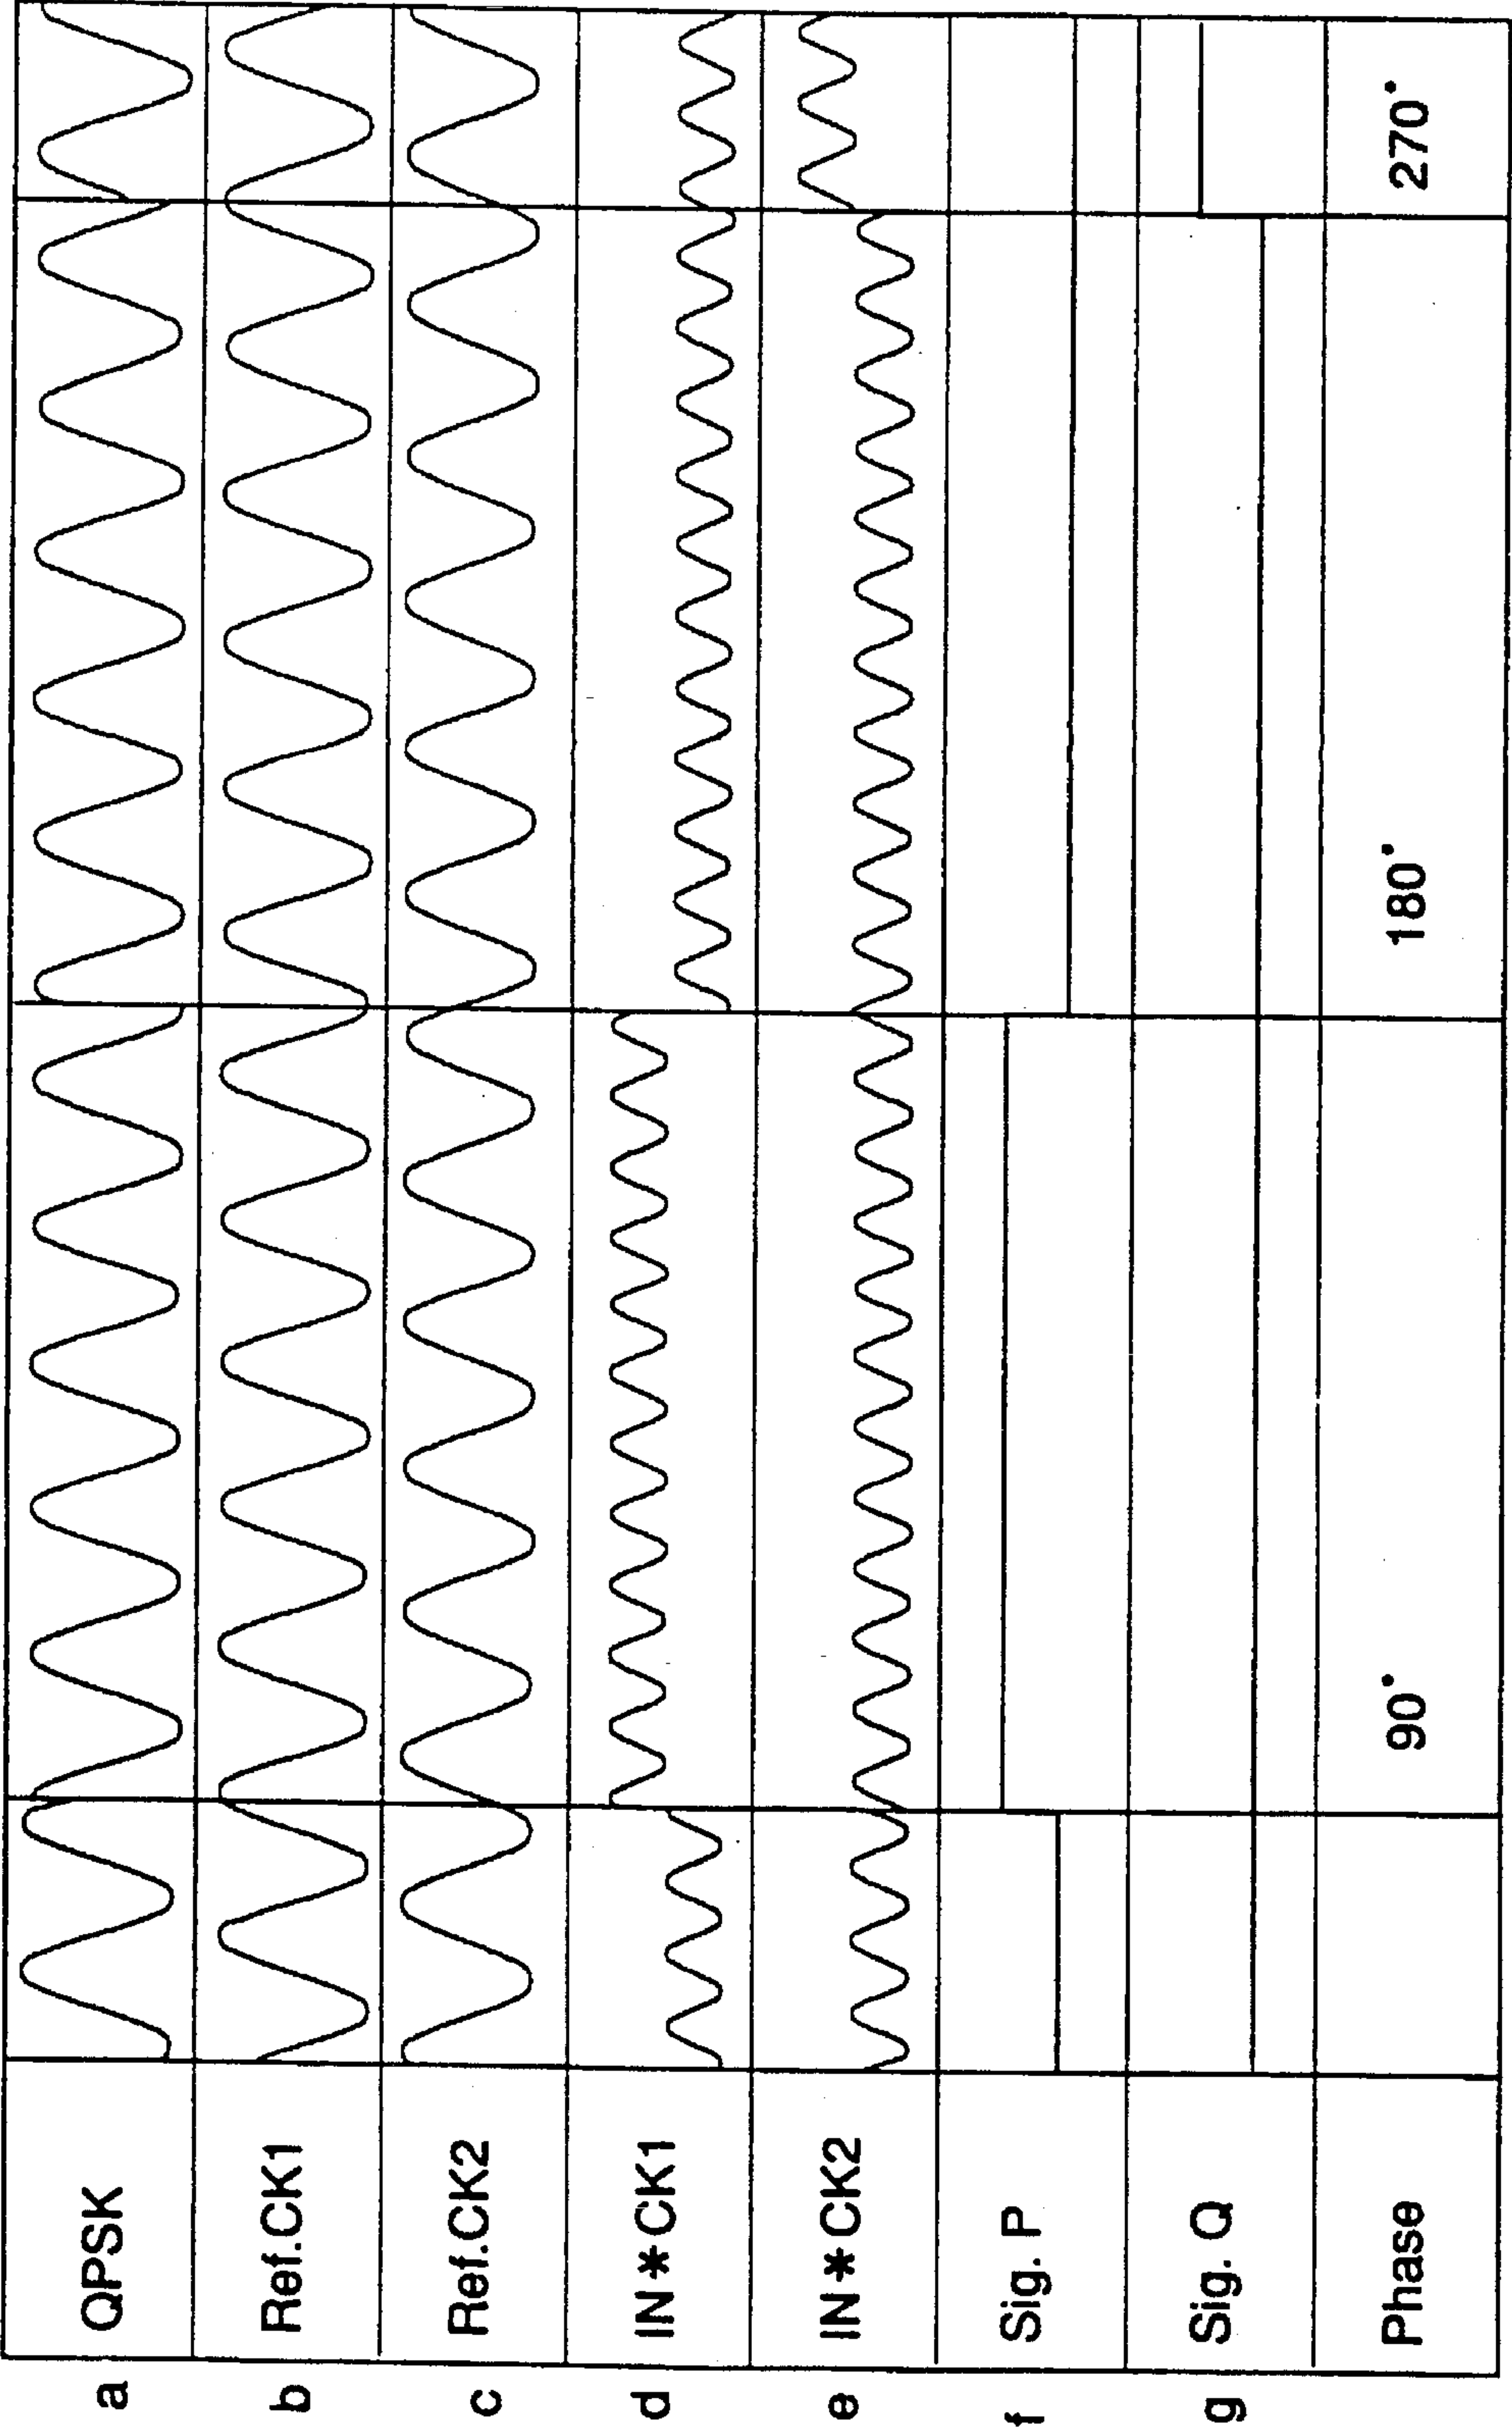 a QPSK
b Ref.CK1
c Ref.CK2
d IN*CK1
e IN*CK2
f Sig. P
g Sig. Q
Phase 90° 180° 270°